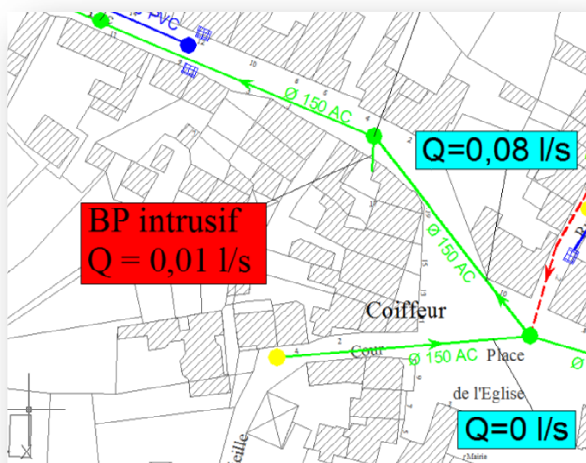 PVC
Ø 150 AC
Q=0,08 l/s
BP intrusif
Q = 0,01 l/s
Ø 150 AC
Coiffeur
Cour
Ø 150 AC
Place
Ø
de l'Eglise
Q=0 l/s
Mairie
X